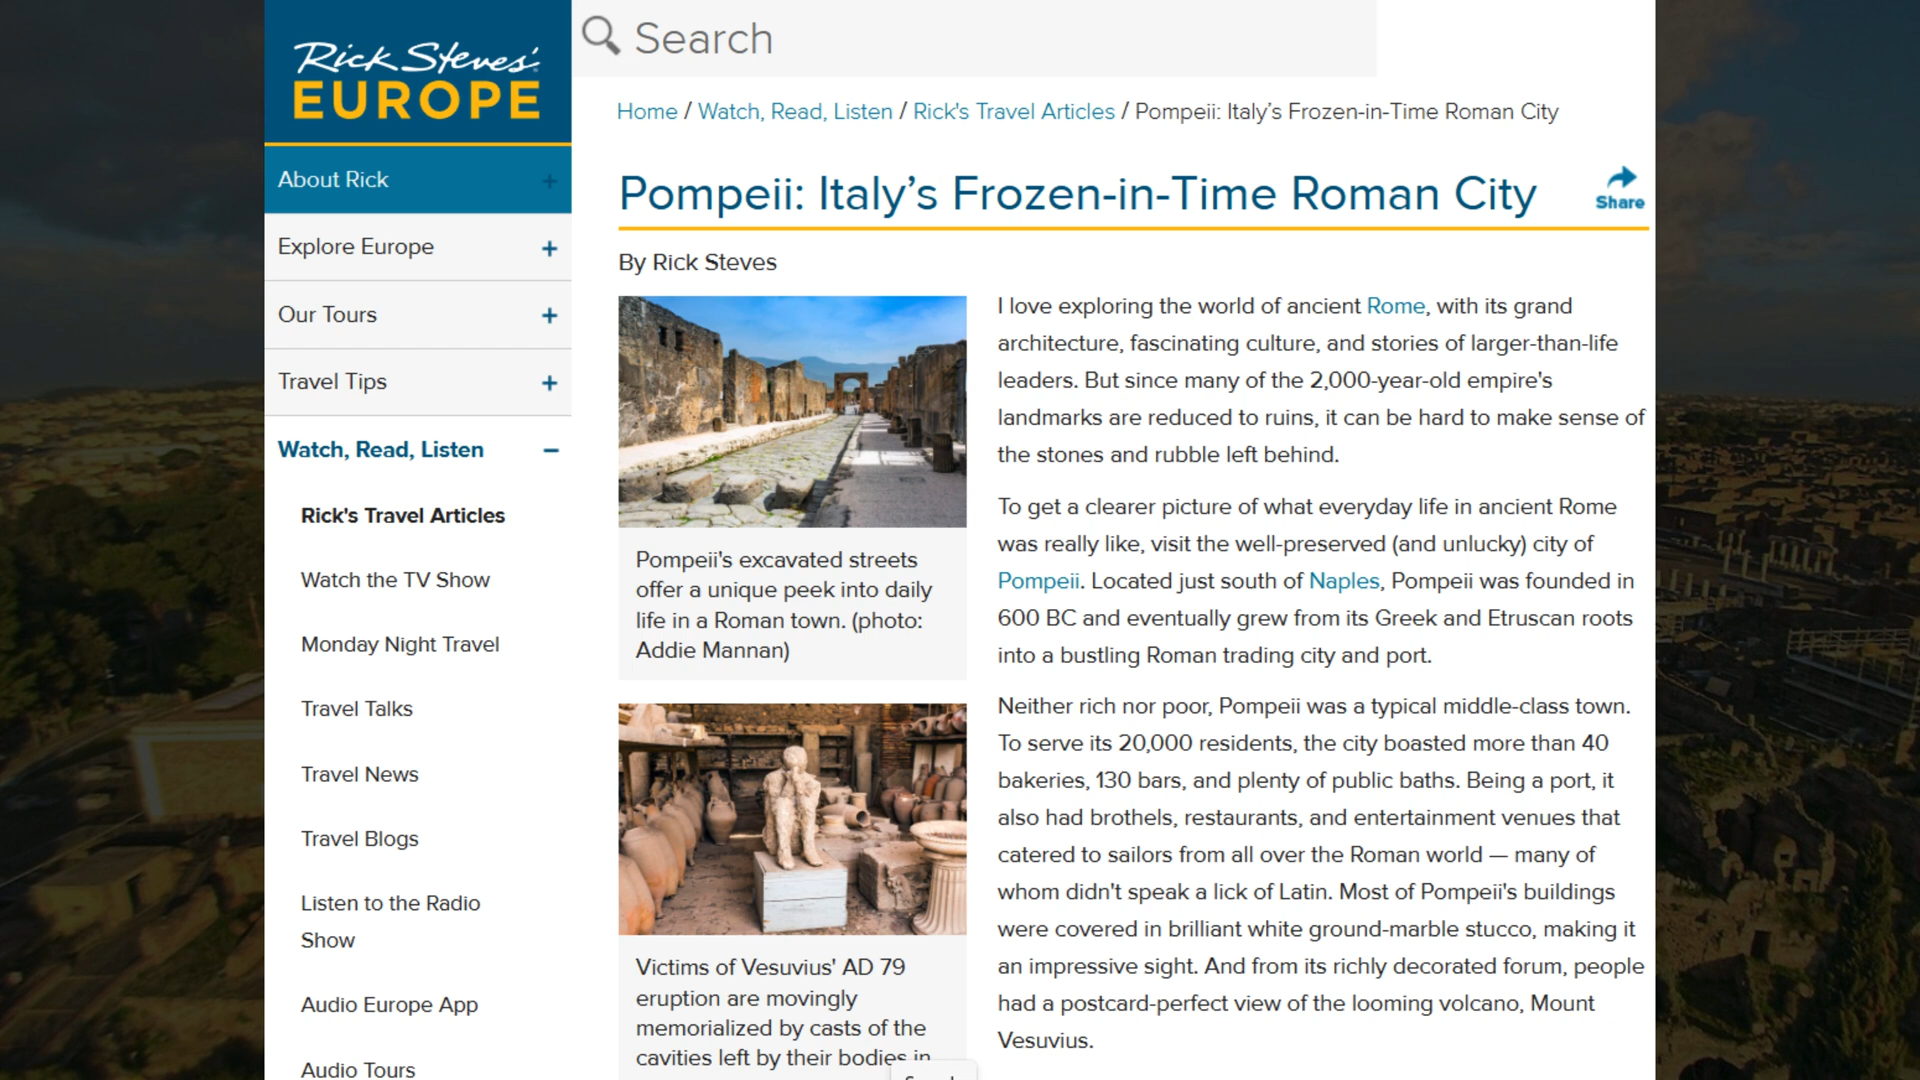 Rick Steves'
EUROPE
Search
Home / Watch, Read, Listen / Rick's Travel Articles / Pompeii: Italy's Frozen-in-Time Roman City
About Rick +
Explore Europe +
Our Tours +
Travel Tips +
Watch, Read, Listen −
Rick's Travel Articles
Watch the TV Show
Monday Night Travel
Travel Talks
Travel News
Travel Blogs
Listen to the Radio
Show
Audio Europe App
Audio Tours
Pompeii: Italy's Frozen-in-Time Roman City
Share
By Rick Steves
Pompeii's excavated streets
offer a unique peek into daily
life in a Roman town. (photo:
Addie Mannan)
Victims of Vesuvius' AD 79
eruption are movingly
memorialized by casts of the
cavities left by their bodies in
I love exploring the world of ancient Rome, with its grand
architecture, fascinating culture, and stories of larger-than-life
leaders. But since many of the 2,000-year-old empire's
landmarks are reduced to ruins, it can be hard to make sense of
the stones and rubble left behind.
To get a clearer picture of what everyday life in ancient Rome
was really like, visit the well-preserved (and unlucky) city of
Pompeii. Located just south of Naples, Pompeii was founded in
600 BC and eventually grew from its Greek and Etruscan roots
into a bustling Roman trading city and port.
Neither rich nor poor, Pompeii was a typical middle-class town.
To serve its 20,000 residents, the city boasted more than 40
bakeries, 130 bars, and plenty of public baths. Being a port, it
also had brothels, restaurants, and entertainment venues that
catered to sailors from all over the Roman world — many of
whom didn't speak a lick of Latin. Most of Pompeii's buildings
were covered in brilliant white ground-marble stucco, making it
an impressive sight. And from its richly decorated forum, people
had a postcard-perfect view of the looming volcano, Mount
Vesuvius.